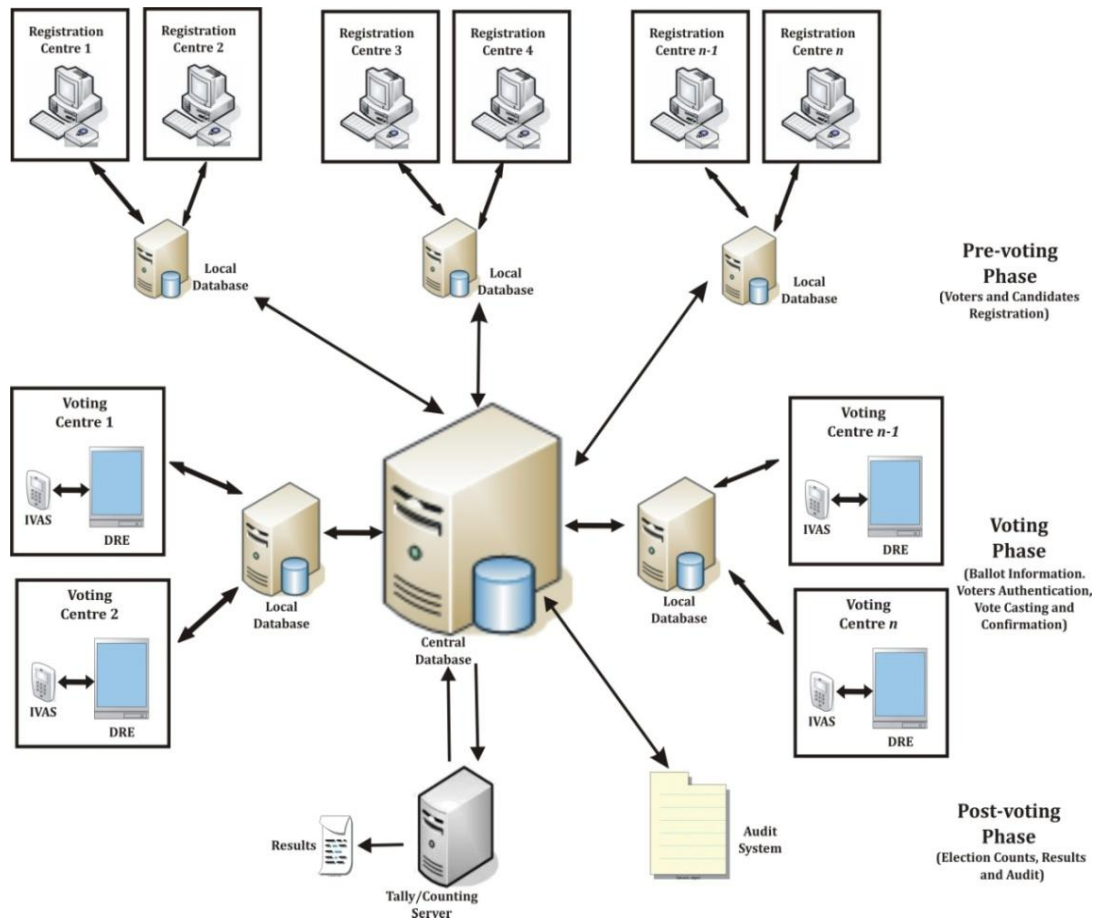 Registration
Centre 1
Registration
Centre 2
Registration
Centre 3
Registration
Centre 4
Registration
Centre n-1
Registration
Centre n
Local
Database
Local
Database
Local
Database
Pre-voting
Phase
(Voters and Candidates
Registration)
Voting
Centre 1
IVAS
DRE
Voting
Centre 2
IVAS
DRE
Local
Database
Central
Database
Local
Database
Voting
Centre n-1
IVAS
DRE
Voting
Centre n
IVAS
DRE
Voting
Phase
(Ballot Information.
Voters Authentication,
Vote Casting and
Confirmation)
Results
Tally/Counting
Server
Audit
System
Post-voting
Phase
(Election Counts, Results
and Audit)